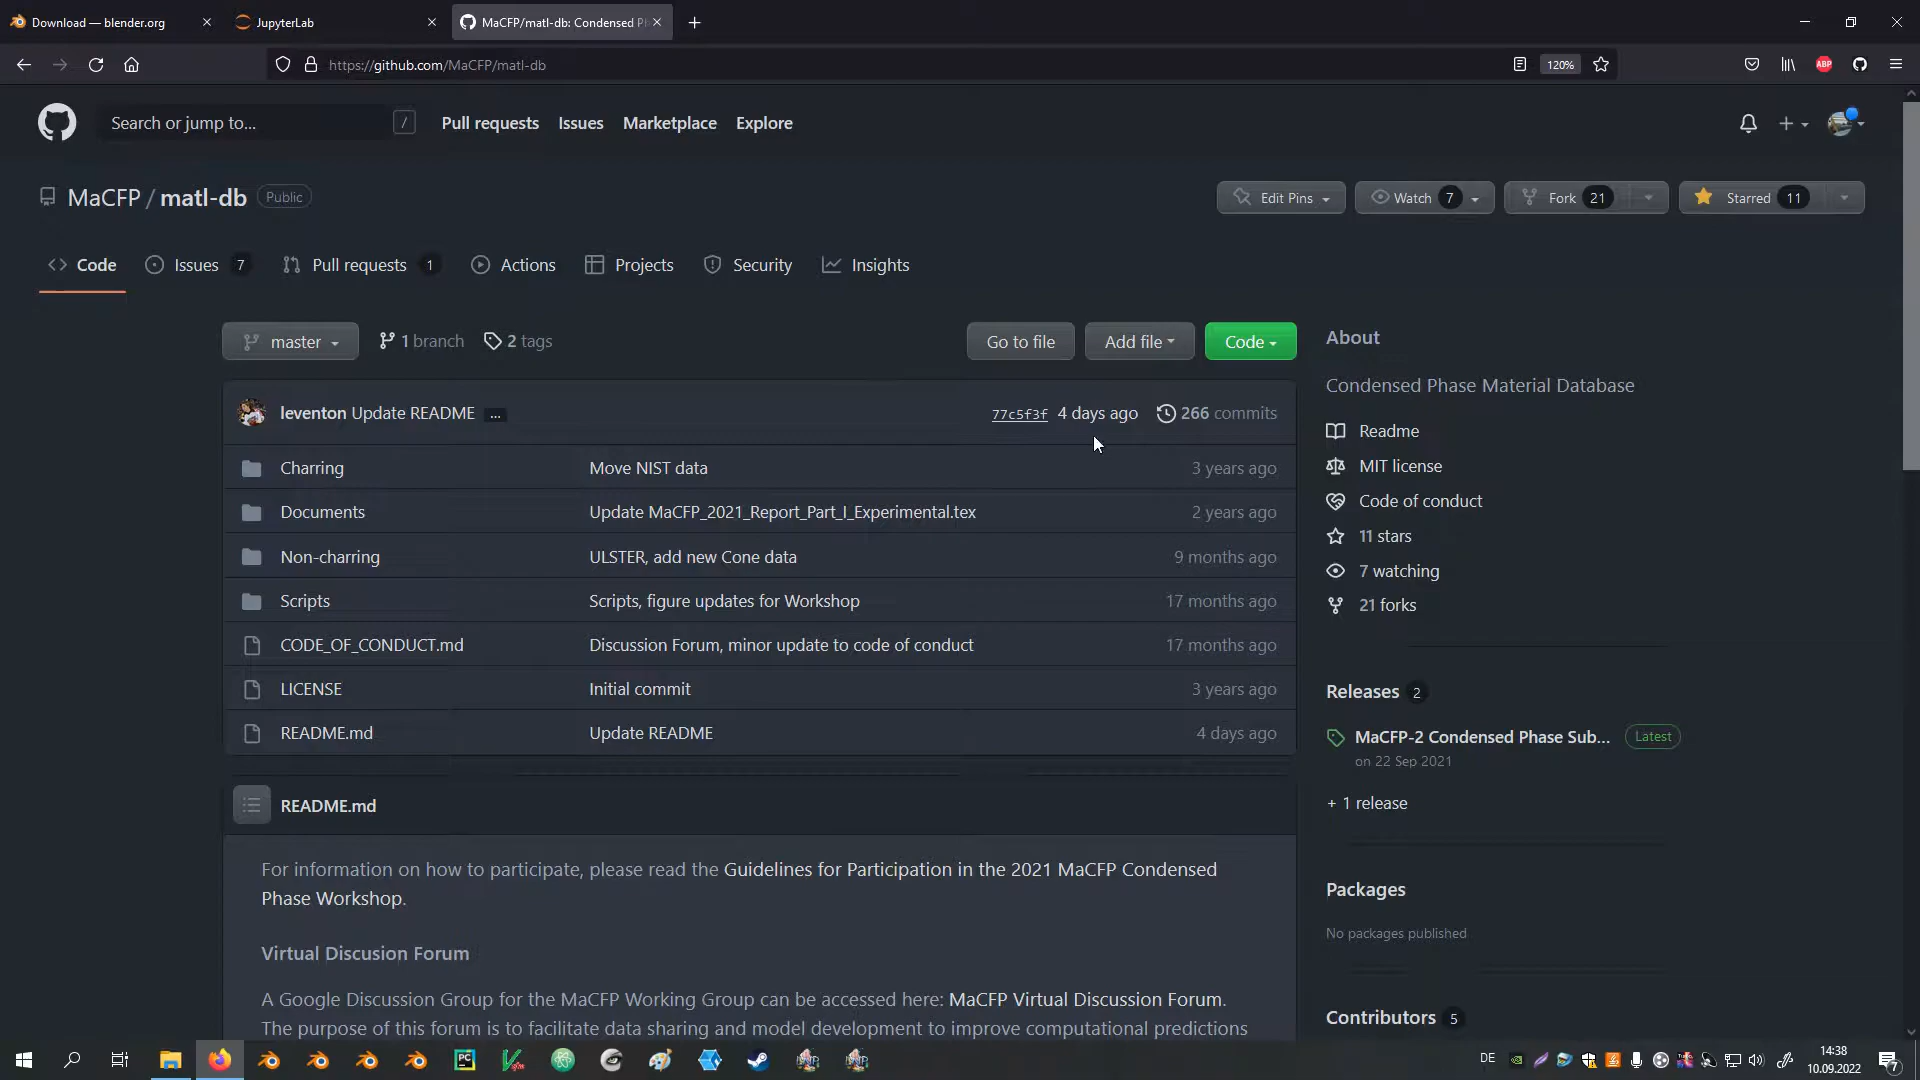 Download — blender.org
JupyterLab
MaCFP/matl-db: Condensed P
https://github.com/MaCFP/matl-db
120%
ABP
Search or jump to...
/
Pull requests
Issues
Marketplace
Explore
MaCFP / matl-db
Public
Edit Pins
Watch 7
Fork 21
Starred 11
Code
Issues 7
Pull requests 1
Actions
Projects
Security
Insights
master
1 branch
2 tags
Go to file
Add file
Code
About
Condensed Phase Material Database
leventon Update README ...
77c5f3f 4 days ago
266 commits
Readme
Charring Move NIST data 3 years ago
MIT license
Documents Update MaCFP_2021_Report_Part_I_Experimental.tex 2 years ago
Code of conduct
Non-charring ULSTER, add new Cone data 9 months ago
11 stars
7 watching
Scripts Scripts, figure updates for Workshop 17 months ago
21 forks
CODE_OF_CONDUCT.md Discussion Forum, minor update to code of conduct 17 months ago
LICENSE Initial commit 3 years ago
README.md Update README 4 days ago
Releases 2
MaCFP-2 Condensed Phase Sub... Latest
on 22 Sep 2021
+ 1 release
README.md
For information on how to participate, please read the Guidelines for Participation in the 2021 MaCFP Condensed
Phase Workshop.
Packages
No packages published
Virtual Discusion Forum
A Google Discussion Group for the MaCFP Working Group can be accessed here: MaCFP Virtual Discussion Forum.
The purpose of this forum is to facilitate data sharing and model development to improve computational predictions
Contributors 5
PC
DE
14:38
10.09.2022
7